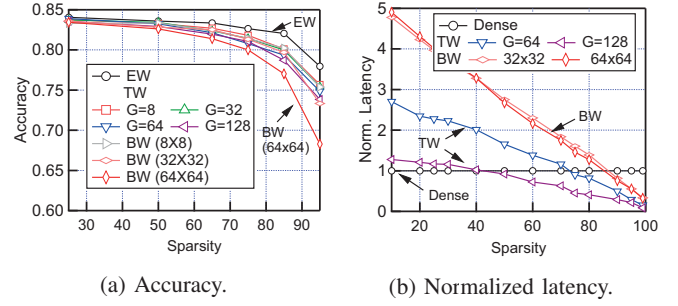 0.85
0.80
0.75
0.70
0.65
0.60
Accuracy
30
40
50
60
70
80
90
Sparsity
EW
EW
TW
G=8
G=32
G=64
G=128
BW (8X8)
BW (32X32)
BW (64X64)
BW
(64x64)
(a) Accuracy.
5
4
3
2
1
0
Norm. Latency
20
40
60
80
100
Sparsity
Dense
TW
G=64
G=128
BW
32x32
64x64
TW
BW
Dense
(b) Normalized latency.